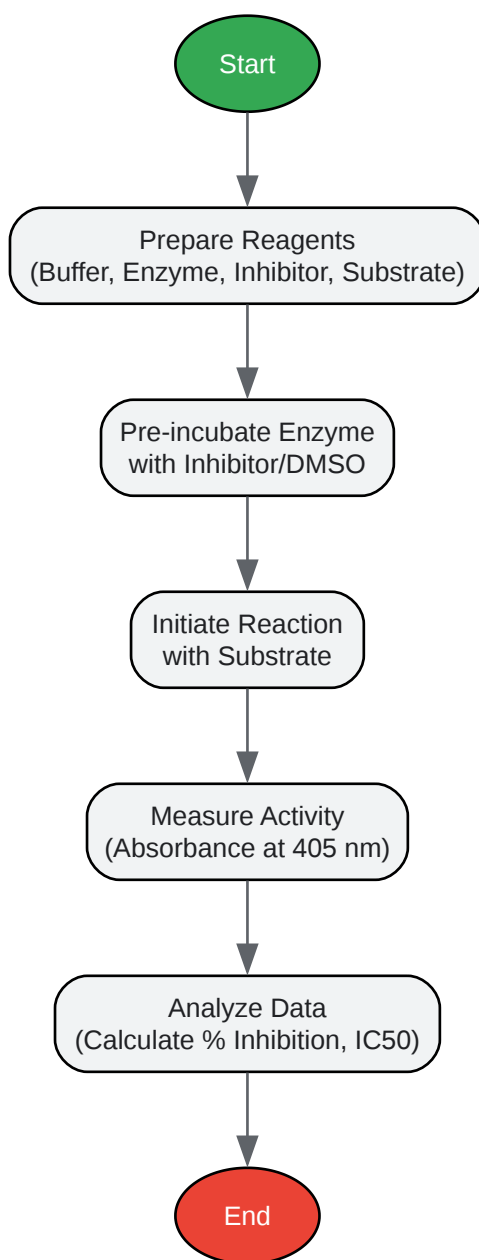 Start
Prepare Reagents
(Buffer, Enzyme, Inhibitor, Substrate)
Pre-incubate Enzyme
with Inhibitor/DMSO
Initiate Reaction
with Substrate
Measure Activity
(Absorbance at 405 nm)
Analyze Data
(Calculate % Inhibition, IC50)
End